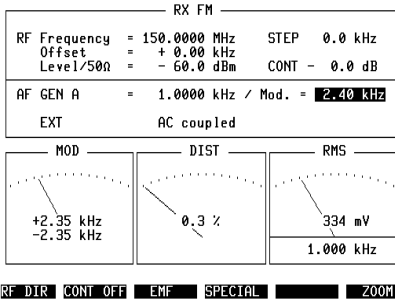 RX FM
RF Frequency = 150.0000 MHz STEP 0.0 kHz
Offset = + 0.00 kHz
Level/50Ω = - 60.0 dBm CONT - 0.0 dB
AF GEN A = 1.0000 kHz / Mod. = 2.40 kHz
EXT AC coupled
MOD DIST RMS
+2.35 kHz 0.3 % 334 mV
-2.35 kHz
1.000 kHz
RF DIR CONT OFF EMF SPECIAL ZOOM